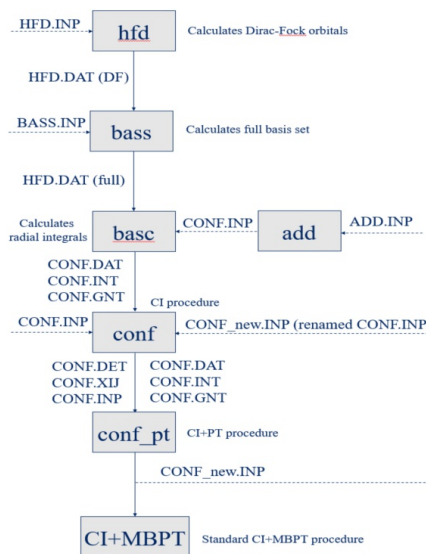 HFD.INP
hfd
Calculates Dirac-Fock orbitals
HFD.DAT (DF)
BASS.INP
bass
Calculates full basis set
HFD.DAT (full)
Calculates
radial integrals
basc
CONF.INP
add
ADD.INP
CONF.DAT
CONF.INT
CONF.GNT
CI procedure
CONF.INP
conf
CONF_new.INP (renamed CONF.INP
CONF.DET
CONF.XIJ
CONF.INP
CONF.DAT
CONF.INT
CONF.GNT
conf_pt
CI+PT procedure
CONF_new.INP
CI+MBPT
Standard CI+MBPT procedure